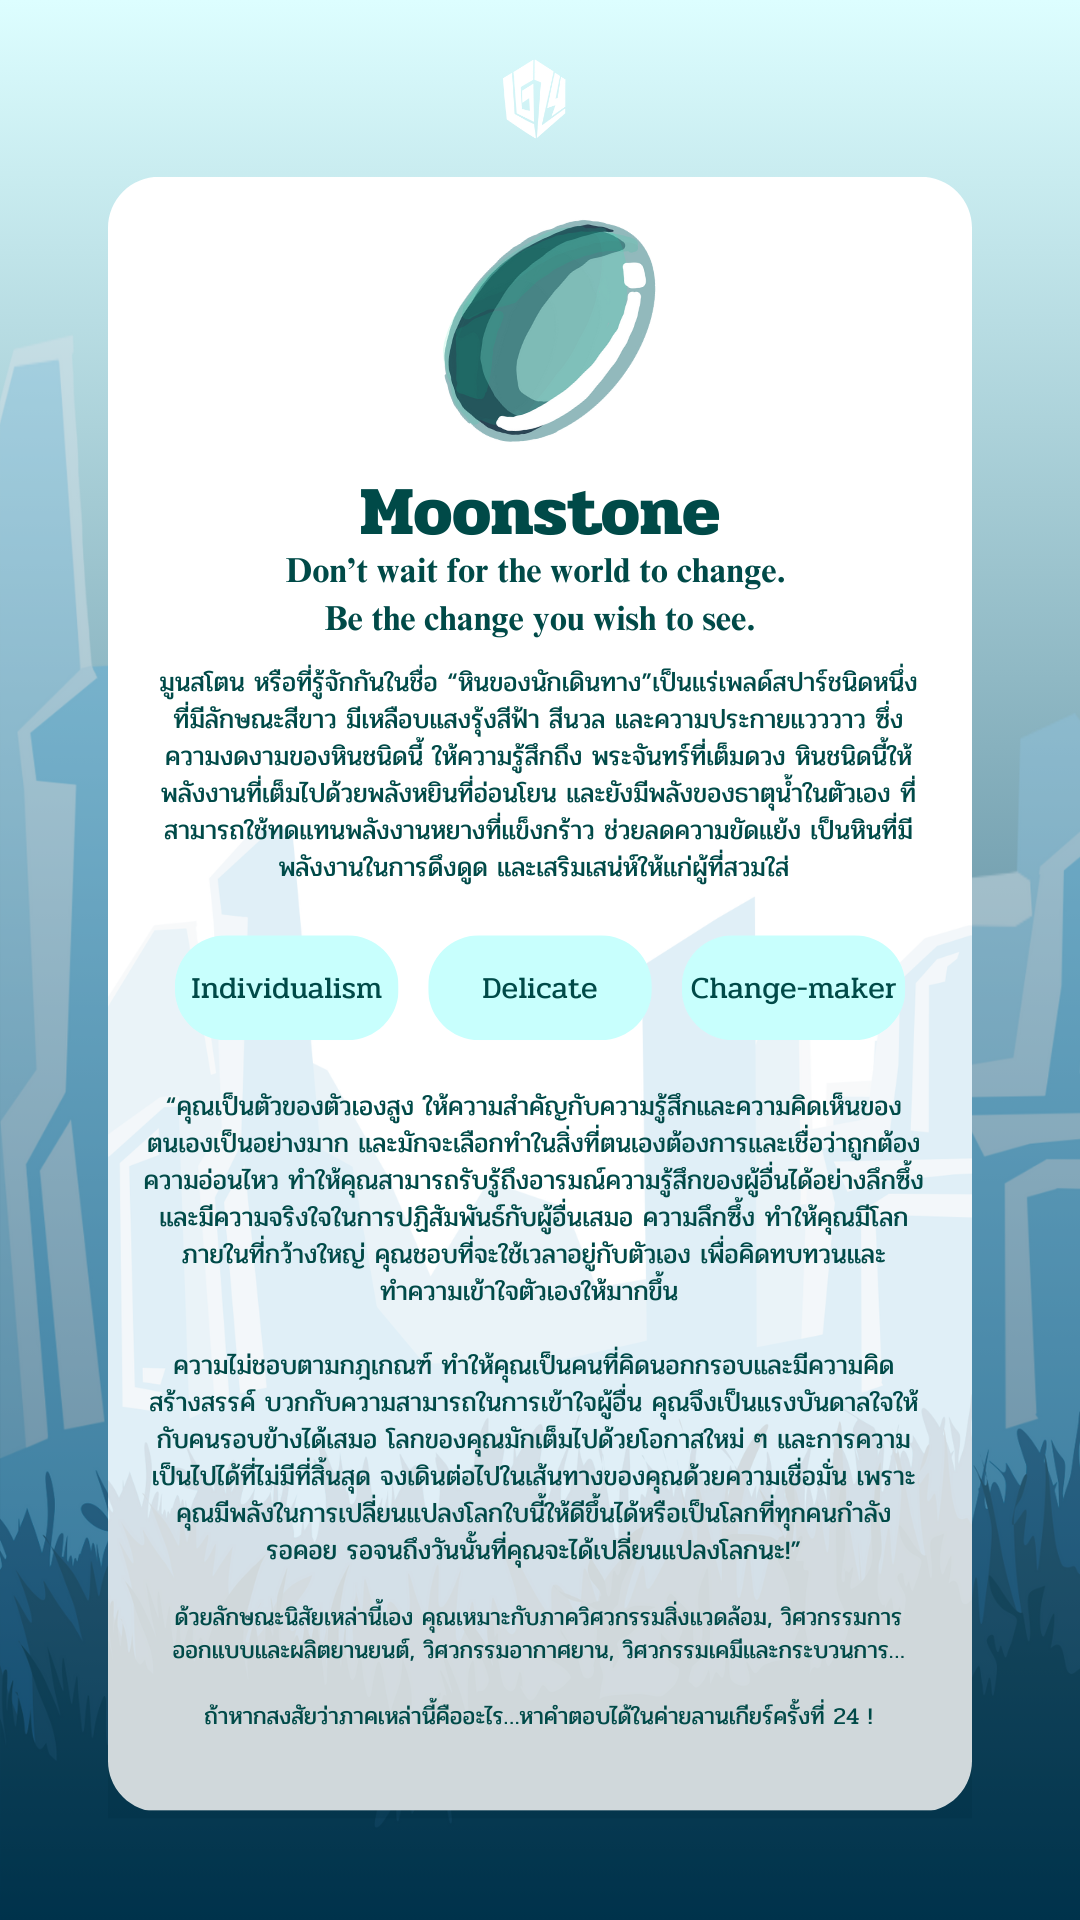 LG24
Moonstone
Don't wait for the world to change.
Be the change you wish to see.
มูนสโตน หรือที่รู้จักกันในชื่อ “หินของนักเดินทาง”เป็นแร่เพลด์สปาร์ชนิดหนึ่ง
ที่มีลักษณะสีขาว มีเหลือบแสงรุ้งสีฟ้า สีนวล และความประกายแวววาว ซึ่ง
ความงดงามของหินชนิดนี้ ให้ความรู้สึกถึง พระจันทร์ที่เต็มดวง หินชนิดนี้ให้
พลังงานที่เต็มไปด้วยพลังหยินที่อ่อนโยน และยังมีพลังของธาตุน้ำในตัวเอง ที่
สามารถใช้ทดแทนพลังงานหยางที่แข็งกร้าว ช่วยลดความขัดแย้ง เป็นหินที่มี
พลังงานในการดึงดูด และเสริมเสน่ห์ให้แก่ผู้ที่สวมใส่
Individualism Delicate Change-maker
“คุณเป็นตัวของตัวเองสูง ให้ความสำคัญกับความรู้สึกและความคิดเห็นของ
ตนเองเป็นอย่างมาก และมักจะเลือกทำในสิ่งที่ตนเองต้องการและเชื่อว่าถูกต้อง
ความอ่อนไหว ทำให้คุณสามารถรับรู้ถึงอารมณ์ความรู้สึกของผู้อื่นได้อย่างลึกซึ้ง
และมีความจริงใจในการปฏิสัมพันธ์กับผู้อื่นเสมอ ความลึกซึ้ง ทำให้คุณมีโลก
ภายในที่กว้างใหญ่ คุณชอบที่จะใช้เวลาอยู่กับตัวเอง เพื่อคิดทบทวนและ
ทำความเข้าใจตัวเองให้มากขึ้น
ความไม่ชอบตามกฎเกณฑ์ ทำให้คุณเป็นคนที่คิดนอกกรอบและมีความคิด
สร้างสรรค์ บวกกับความสามารถในการเข้าใจผู้อื่น คุณจึงเป็นแรงบันดาลใจให้
กับคนรอบข้างได้เสมอ โลกของคุณมักเต็มไปด้วยโอกาสใหม่ ๆ และการความ
เป็นไปได้ที่ไม่มีที่สิ้นสุด จงเดินต่อไปในเส้นทางของคุณด้วยความเชื่อมั่น เพราะ
คุณมีพลังในการเปลี่ยนแปลงโลกใบนี้ให้ดีขึ้นได้หรือเป็นโลกที่ทุกคนกำลัง
รอคอย รอจนถึงวันนั้นที่คุณจะได้เปลี่ยนแปลงโลกนะ!”
ด้วยลักษณะนิสัยเหล่านี้เอง คุณเหมาะกับภาควิศวกรรมสิ่งแวดล้อม, วิศวกรรมการ
ออกแบบและผลิตยานยนต์, วิศวกรรมอากาศยาน, วิศวกรรมเคมีและกระบวนการ...
ถ้าหากสงสัยว่าภาคเหล่านี้คืออะไร...หาคำตอบได้ในค่ายลานเกียร์ครั้งที่ 24 !